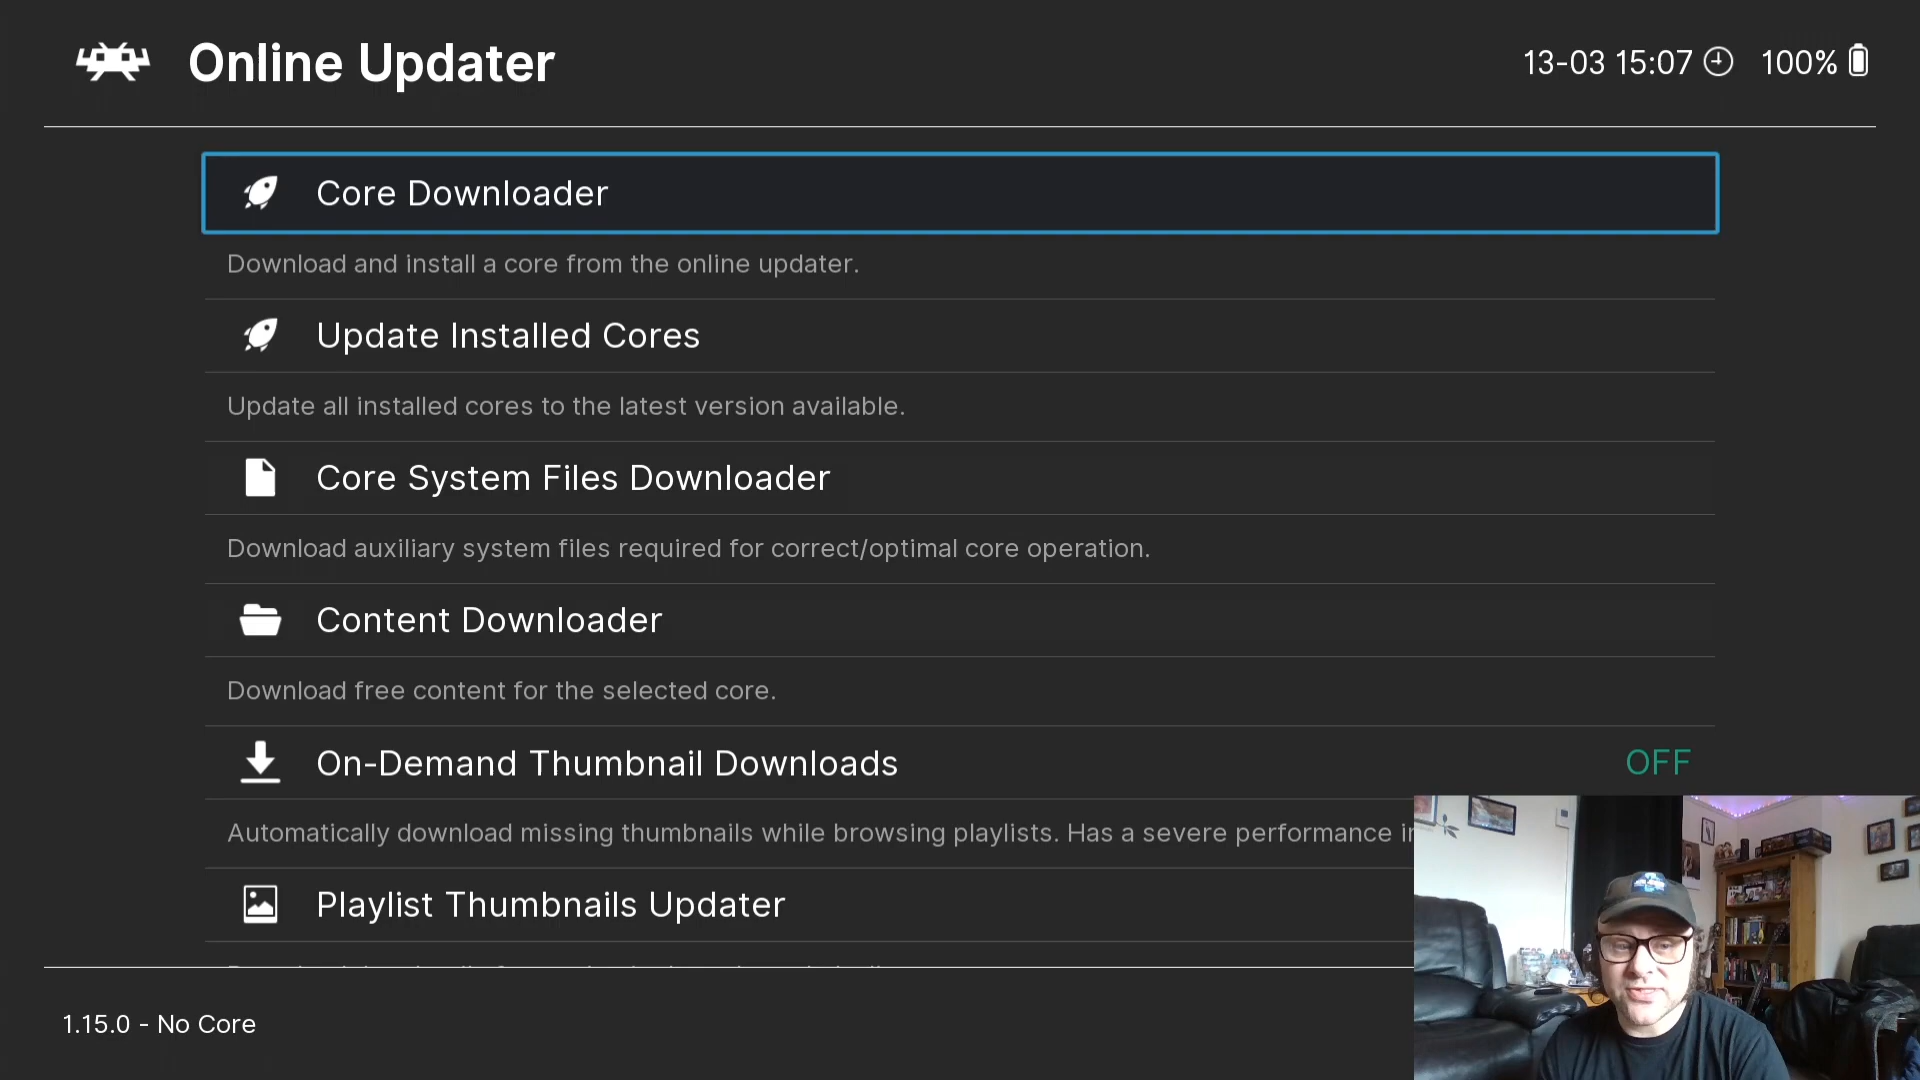 Online Updater
13-03 15:07 100%
Core Downloader
Download and install a core from the online updater.
Update Installed Cores
Update all installed cores to the latest version available.
Core System Files Downloader
Download auxiliary system files required for correct/optimal core operation.
Content Downloader
Download free content for the selected core.
On-Demand Thumbnail Downloads OFF
Automatically download missing thumbnails while browsing playlists. Has a severe performance
Playlist Thumbnails Updater
1.15.0 - No Core